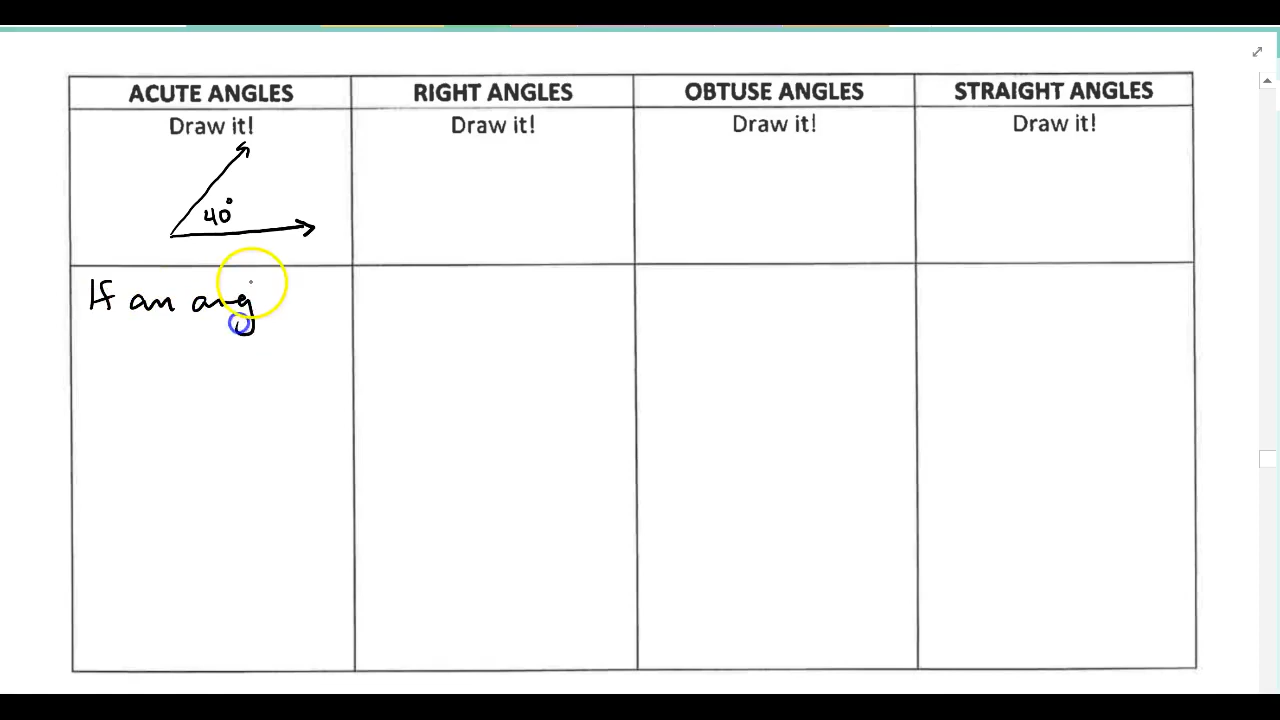 ACUTE ANGLES RIGHT ANGLES OBTUSE ANGLES STRAIGHT ANGLES
Draw it! Draw it! Draw it! Draw it!
40°
If an ang